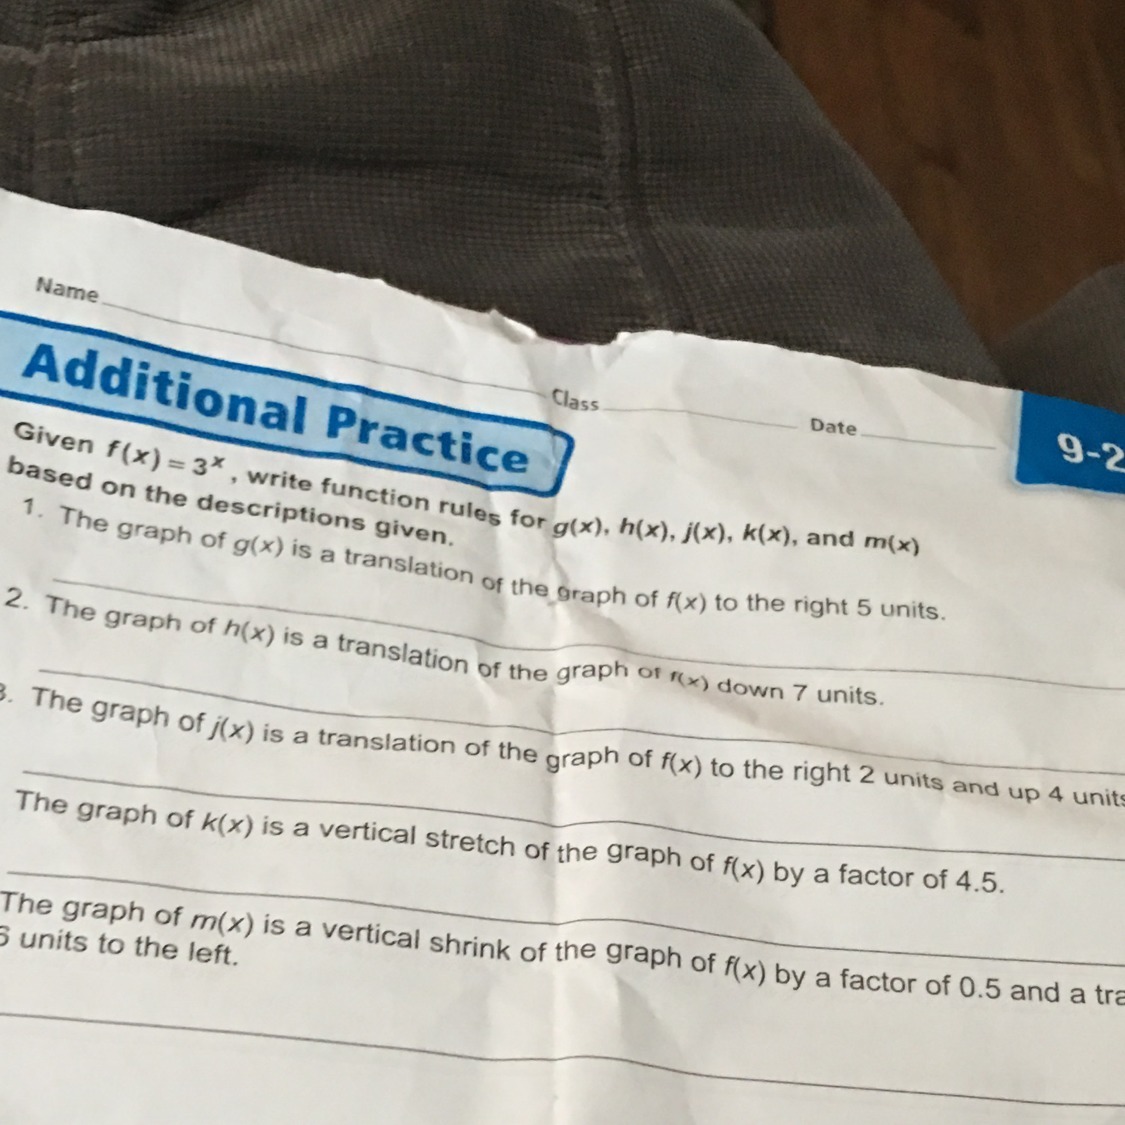 Name Class Date
9-2
Additional Practice
Given f(x) = 3ˣ, write function rules for g(x), h(x), j(x), k(x), and m(x)
based on the descriptions given.
1. The graph of g(x) is a translation of the graph of f(x) to the right 5 units.
2. The graph of h(x) is a translation of the graph of f(x) down 7 units.
3. The graph of j(x) is a translation of the graph of f(x) to the right 2 units and up 4 units
The graph of k(x) is a vertical stretch of the graph of f(x) by a factor of 4.5.
The graph of m(x) is a vertical shrink of the graph of f(x) by a factor of 0.5 and a
units to the left.